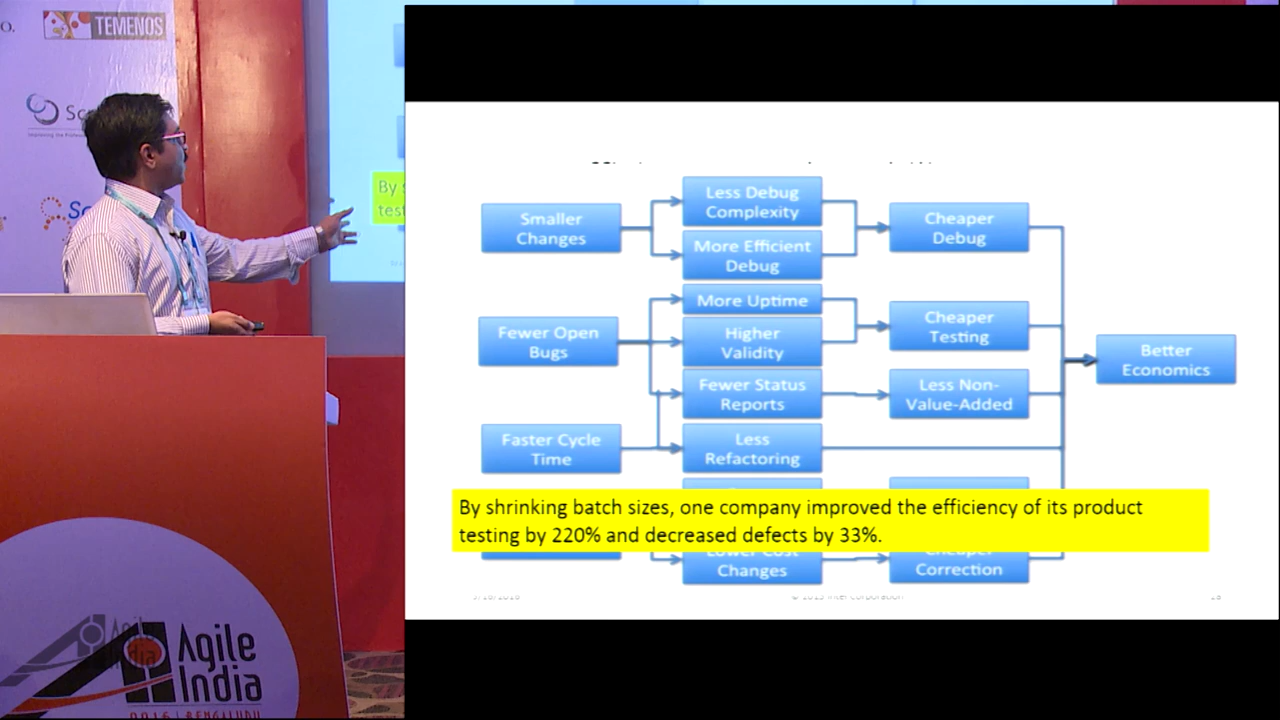 TEMENOS
By
test
Smaller
Changes
Less Debug
Complexity
More Efficient
Debug
Cheaper
Debug
Fewer Open
Bugs
More Uptime
Higher
Validity
Fewer Status
Reports
Cheaper
Testing
Less Non-
Value-Added
Better
Economics
Faster Cycle
Time
Less
Refactoring
By shrinking batch sizes, one company improved the efficiency of its product
testing by 220% and decreased defects by 33%.
Lower Cost
Changes
Cheaper
Correction
Agile
India